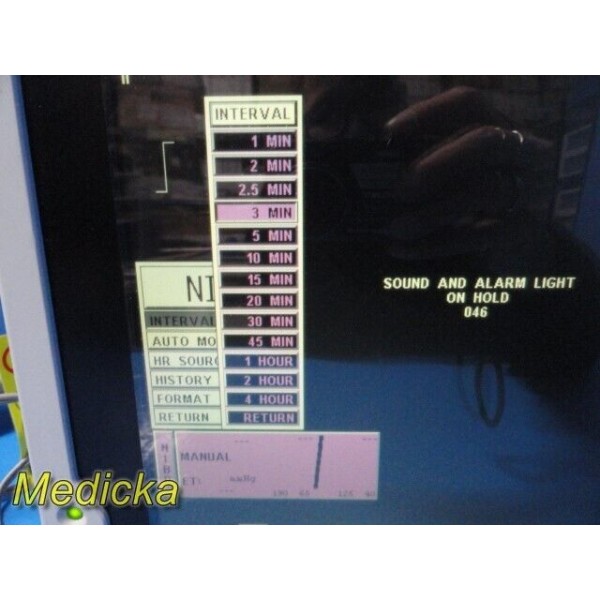 INTERVAL
1 MIN
2 MIN
2.5 MIN
3 MIN
5 MIN
10 MIN
15 MIN
20 MIN
30 MIN
45 MIN
1 HOUR
2 HOUR
4 HOUR
RETURN
NI
INTERVAL
AUTO MO
HR SOUR
HISTORY
FORMAT
RETURN
SOUND AND ALARM LIGHT
ON HOLD
046
MANUAL
ET:
Medicka